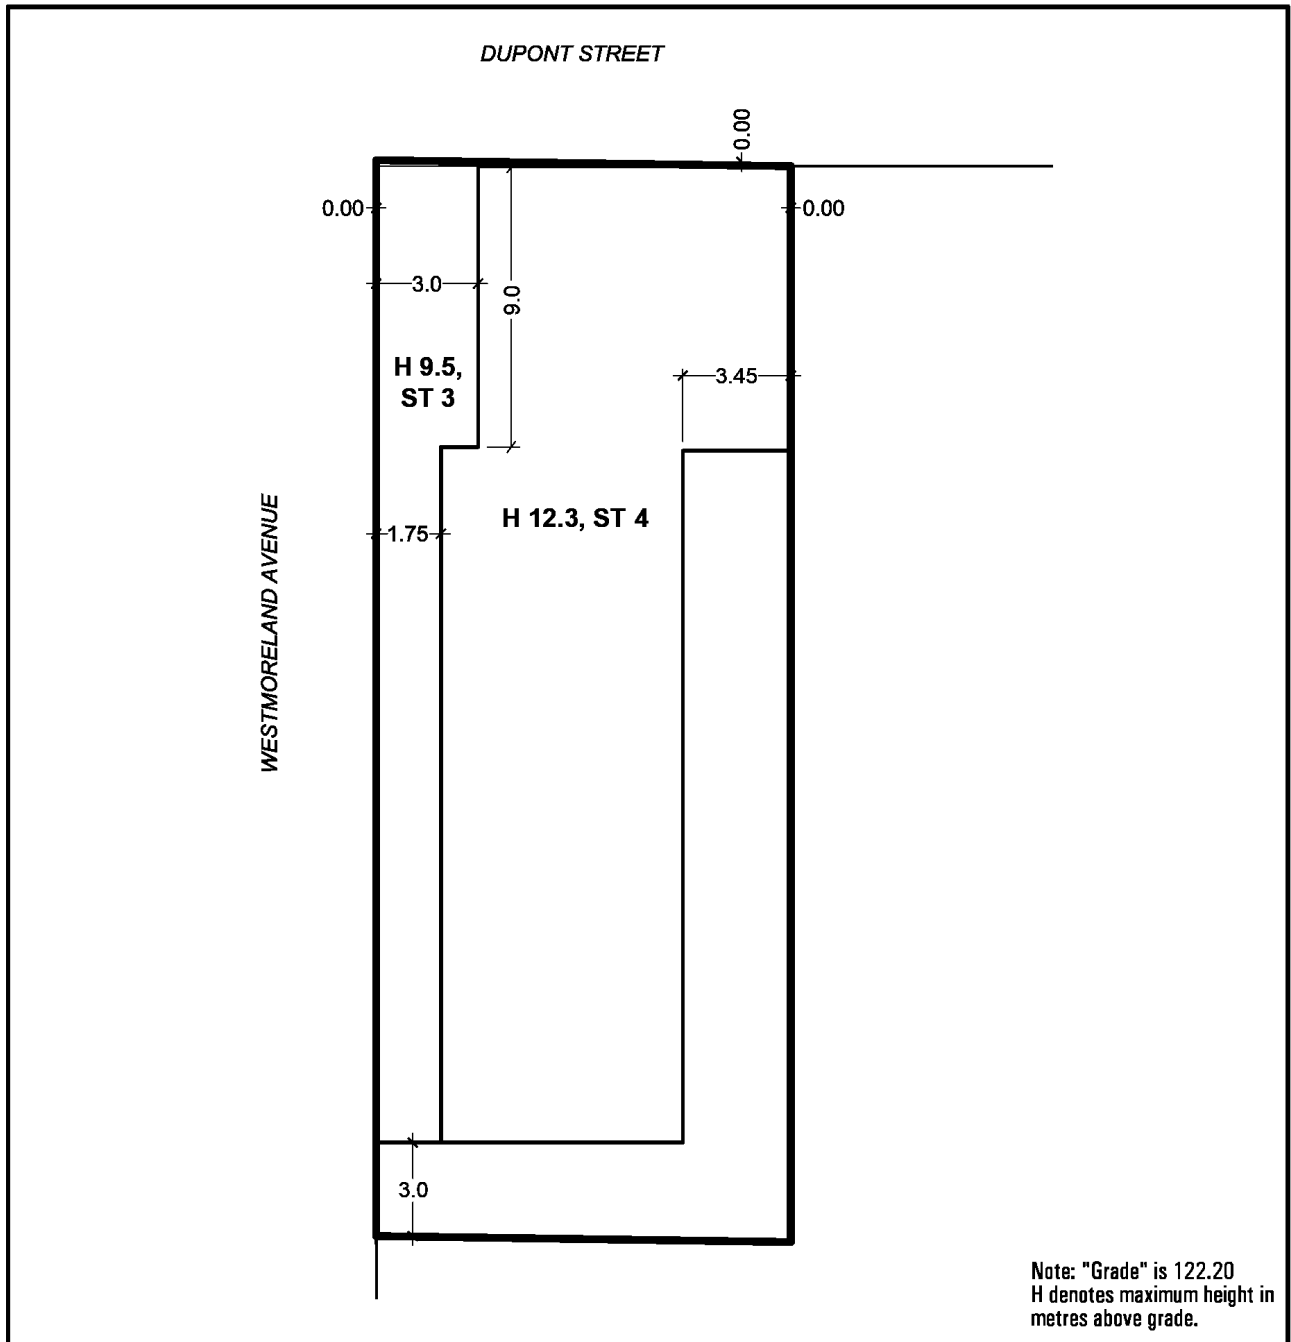 DUPONT STREET
0.00
0.00
0.00
3.0
9.0
H 9.5,
ST 3
3.45
H 12.3, ST 4
1.75
WESTMORELAND AVENUE
3.0
Note: "Grade" is 122.20
H denotes maximum height in
metres above grade.